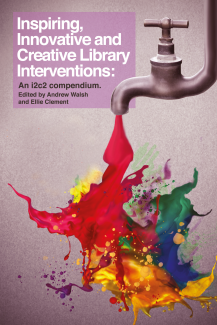 Inspiring,
Innovative and
Creative Library
Interventions:
An i2c2 compendium.
Edited by Andrew Walsh
and Ellie Clement